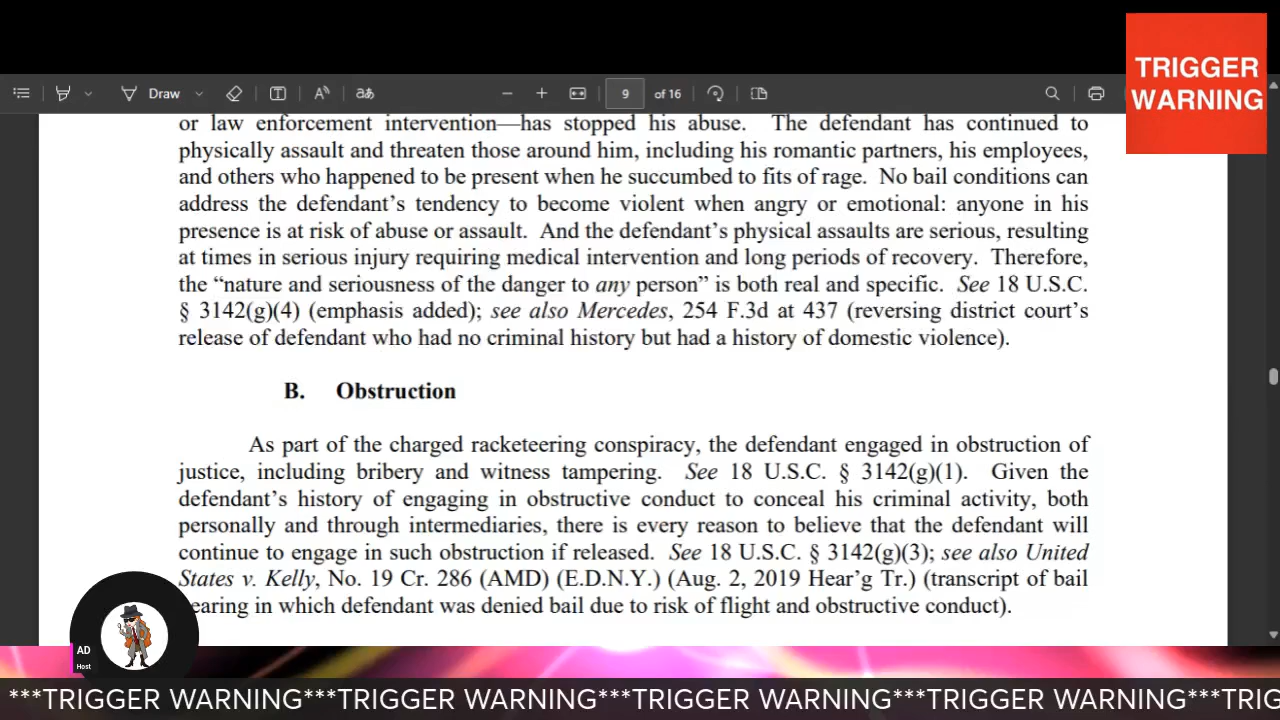 TRIGGER
WARNING
Draw
9
of 16
or law enforcement intervention—has stopped his abuse. The defendant has continued to
physically assault and threaten those around him, including his romantic partners, his employees,
and others who happened to be present when he succumbed to fits of rage. No bail conditions can
address the defendant’s tendency to become violent when angry or emotional: anyone in his
presence is at risk of abuse or assault. And the defendant’s physical assaults are serious, resulting
at times in serious injury requiring medical intervention and long periods of recovery. Therefore,
the “nature and seriousness of the danger to any person” is both real and specific. See 18 U.S.C.
§ 3142(g)(4) (emphasis added); see also Mercedes, 254 F.3d at 437 (reversing district court’s
release of defendant who had no criminal history but had a history of domestic violence).
B. Obstruction
As part of the charged racketeering conspiracy, the defendant engaged in obstruction of
justice, including bribery and witness tampering. See 18 U.S.C. § 3142(g)(1). Given the
defendant’s history of engaging in obstructive conduct to conceal his criminal activity, both
personally and through intermediaries, there is every reason to believe that the defendant will
continue to engage in such obstruction if released. See 18 U.S.C. § 3142(g)(3); see also United
States v. Kelly, No. 19 Cr. 286 (AMD) (E.D.N.Y.) (Aug. 2, 2019 Hear’g Tr.) (transcript of bail
earing in which defendant was denied bail due to risk of flight and obstructive conduct).
AD
Host
***TRIGGER WARNING***TRIGGER WARNING***TRIGGER WARNING***TRIGGER WARNING***TRIG